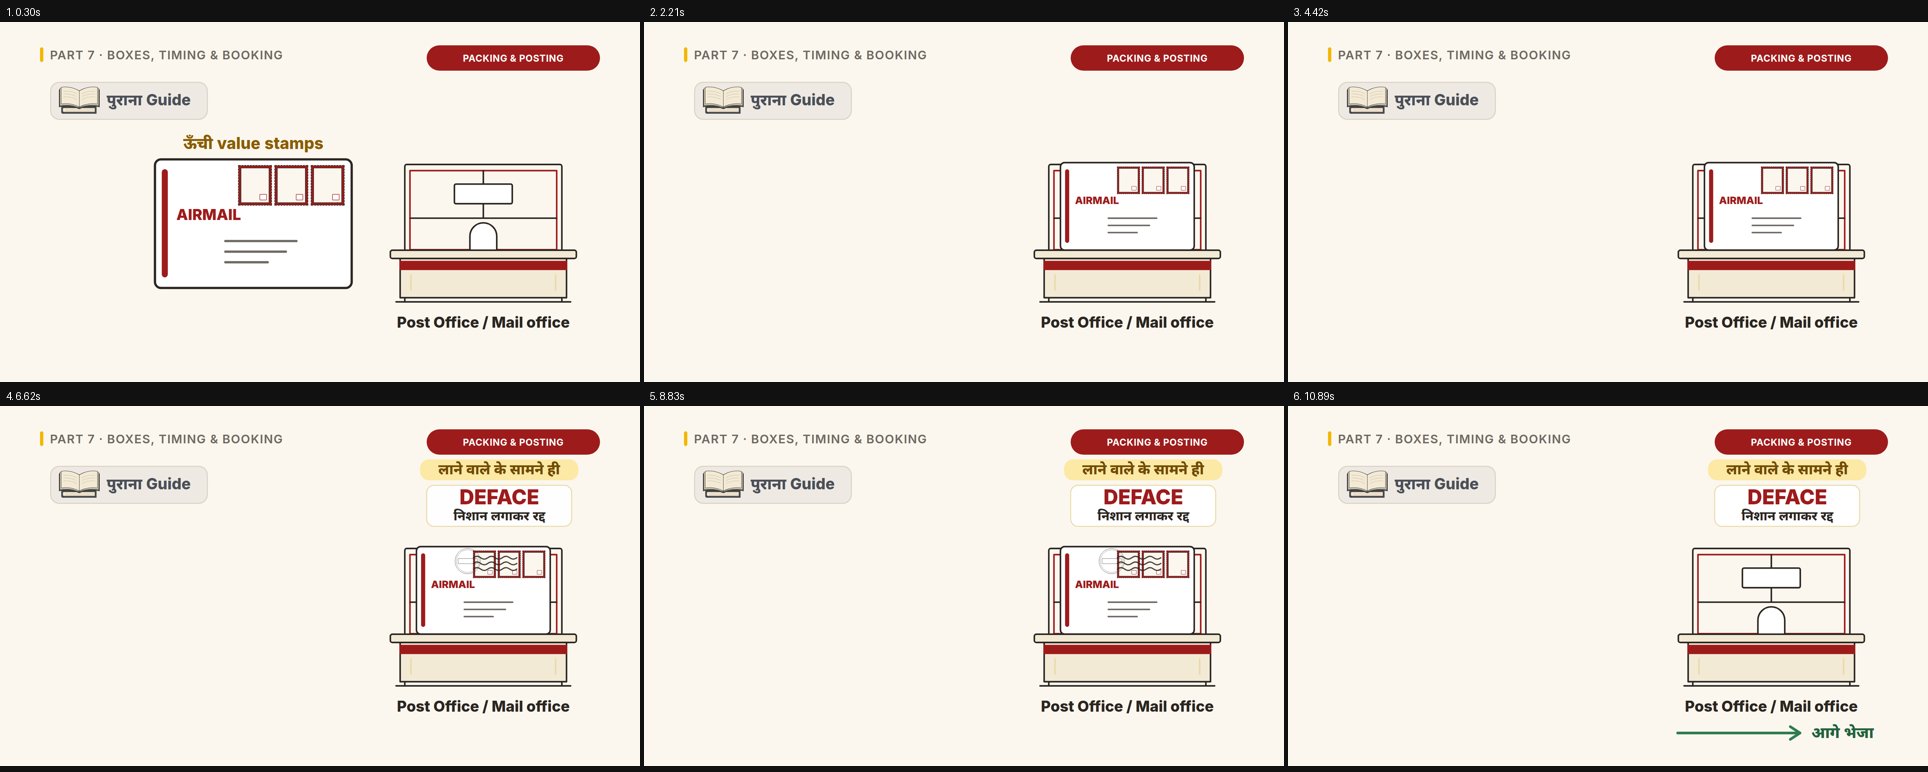 1. 0.30s
PART 7 · BOXES, TIMING & BOOKING
PACKING & POSTING
पुराना Guide
ऊँची value stamps
AIRMAIL
Post Office / Mail office
2. 2.21s
PART 7 · BOXES, TIMING & BOOKING
PACKING & POSTING
पुराना Guide
AIRMAIL
Post Office / Mail office
3. 4.42s
PART 7 · BOXES, TIMING & BOOKING
PACKING & POSTING
पुराना Guide
AIRMAIL
Post Office / Mail office
4. 6.62s
PART 7 · BOXES, TIMING & BOOKING
PACKING & POSTING
पुराना Guide
लाने वाले के सामने ही
DEFACE
निशान लगाकर रद्द
AIRMAIL
Post Office / Mail office
5. 8.83s
PART 7 · BOXES, TIMING & BOOKING
PACKING & POSTING
पुराना Guide
लाने वाले के सामने ही
DEFACE
निशान लगाकर रद्द
AIRMAIL
Post Office / Mail office
6. 10.89s
PART 7 · BOXES, TIMING & BOOKING
PACKING & POSTING
पुराना Guide
लाने वाले के सामने ही
DEFACE
निशान लगाकर रद्द
Post Office / Mail office
आगे भेजा